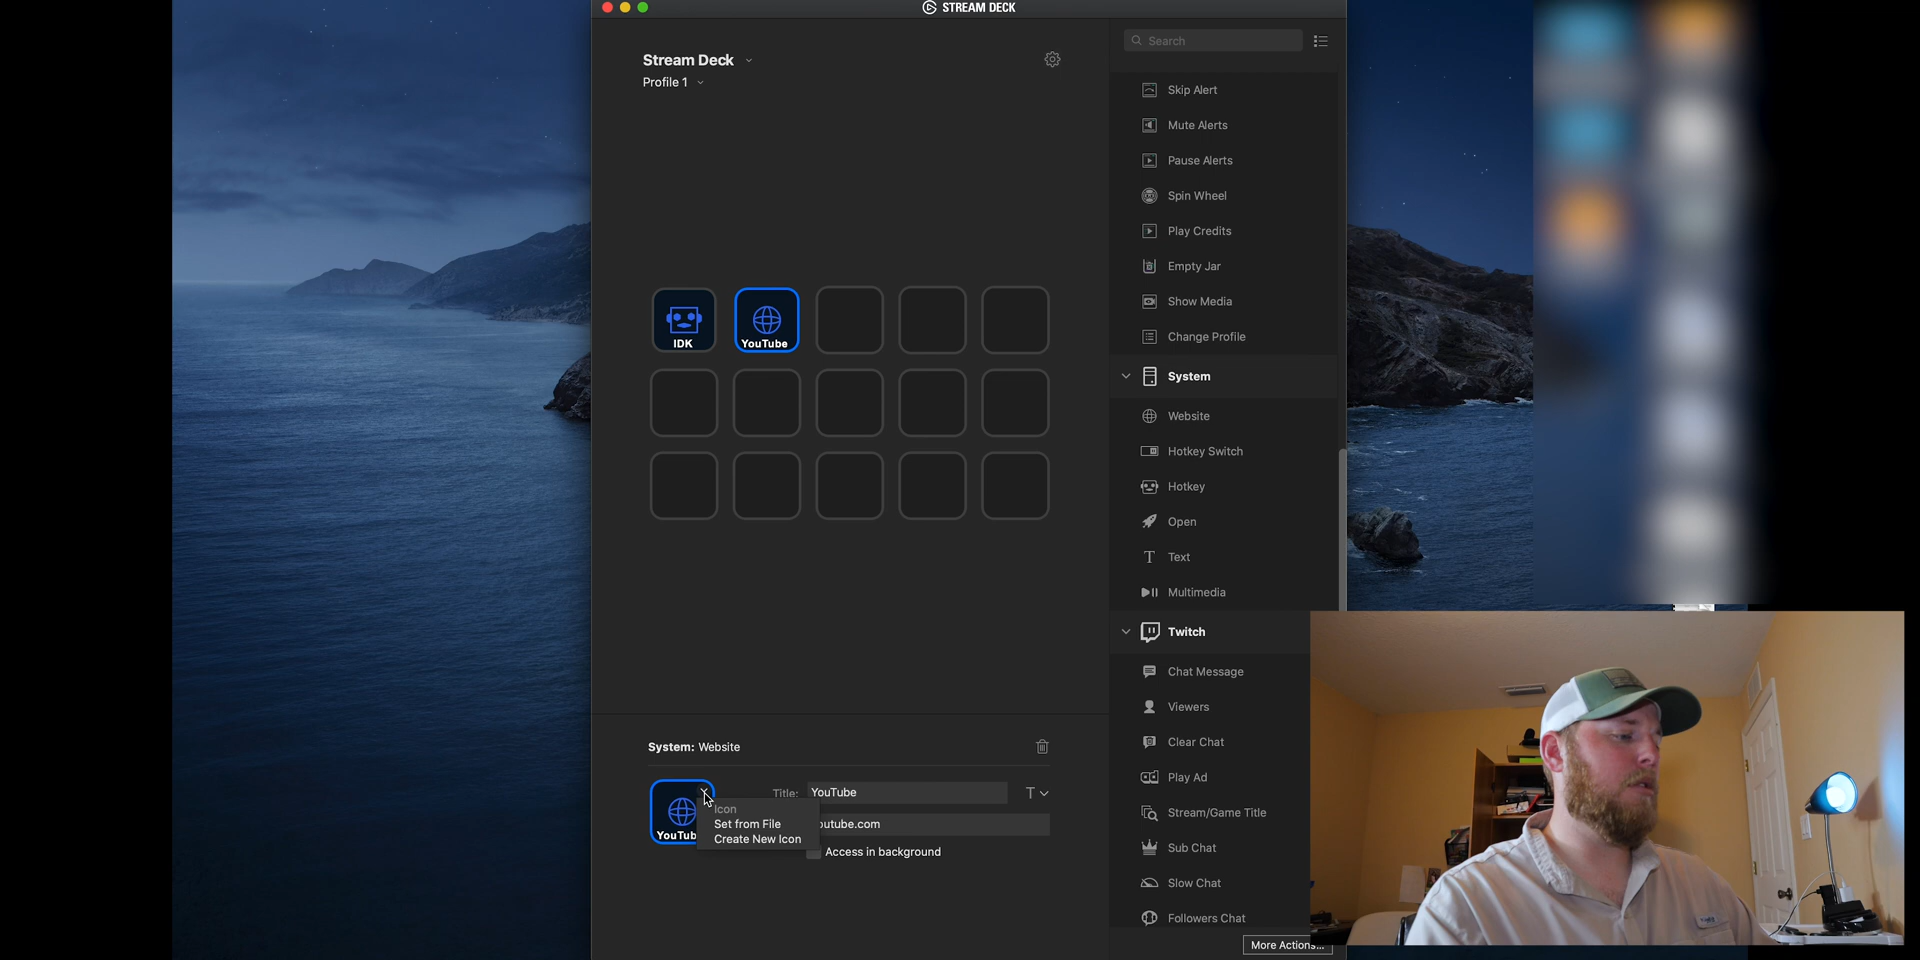 STREAM DECK
Stream Deck
Profile 1
Search
Skip Alert
Mute Alerts
Pause Alerts
Spin Wheel
Play Credits
Empty Jar
Show Media
Change Profile
System
Website
Hotkey Switch
Hotkey
Open
Text
Multimedia
Twitch
Chat Message
Viewers
Clear Chat
Play Ad
Stream/Game Title
Sub Chat
Slow Chat
Followers Chat
More Actions...
IDK
YouTube
System: Website
Title: YouTube
outube.com
Access in background
YouTub
Icon
Set from File
Create New Icon